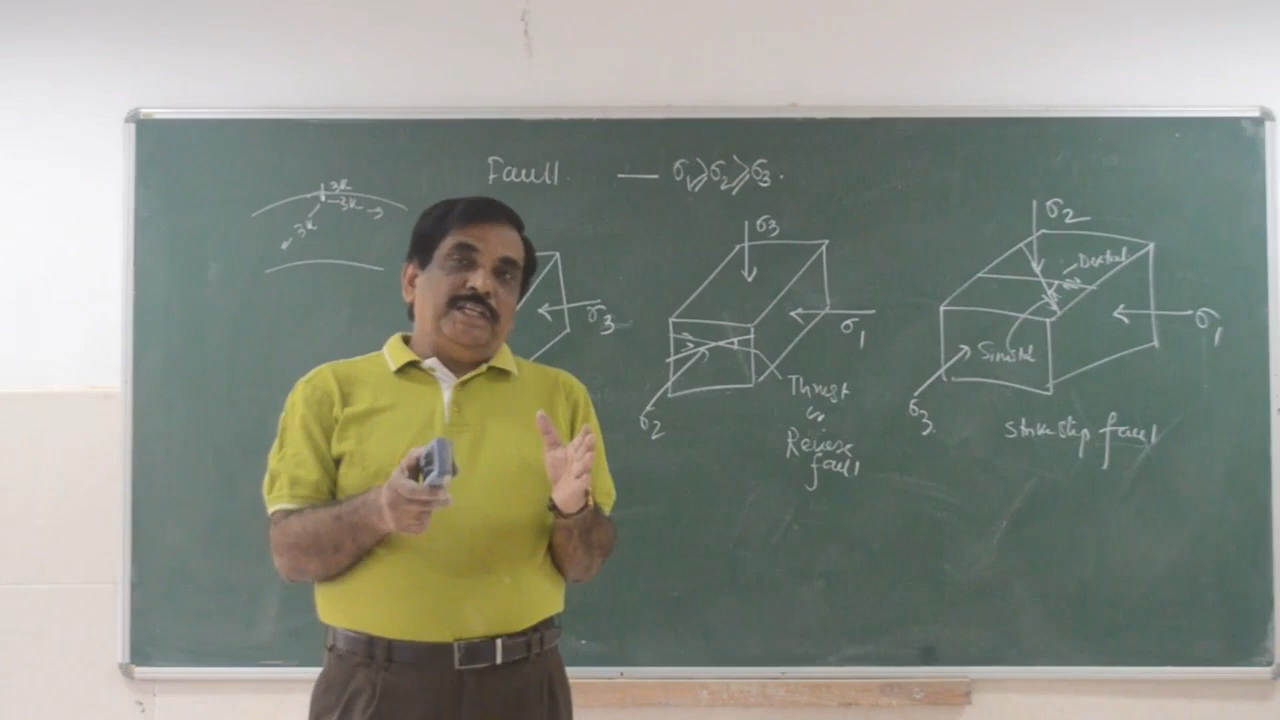 Fault — σ1 ≥ σ2 ≥ σ3.
3K
3K
3K
σ3
σ3
σ1
σ2
Thrust
or
Reverse
fault
σ2
Dextral
σ1
Sinistral
σ3
Strike slip fault